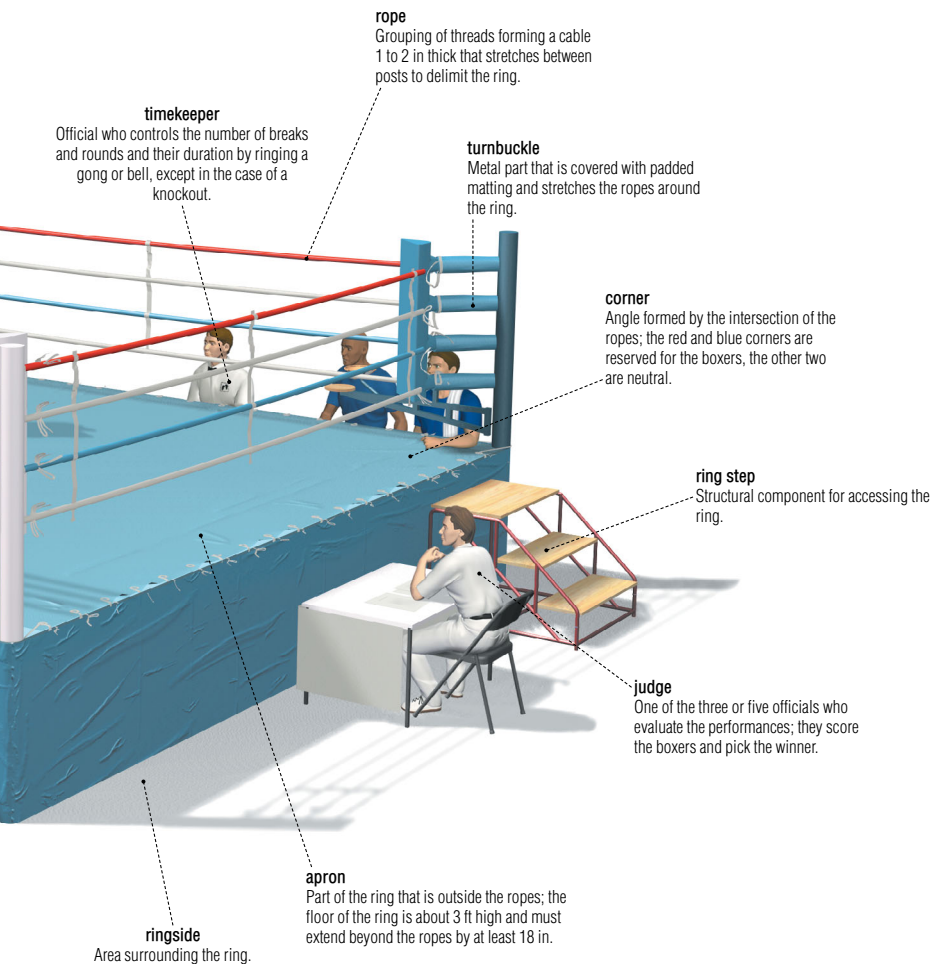 rope
Grouping of threads forming a cable
1 to 2 in thick that stretches between
posts to delimit the ring.
timekeeper
Official who controls the number of breaks
and rounds and their duration by ringing a
gong or bell, except in the case of a
knockout.
turnbuckle
Metal part that is covered with padded
matting and stretches the ropes around
the ring.
corner
Angle formed by the intersection of the
ropes; the red and blue corners are
reserved for the boxers, the other two
are neutral.
ring step
Structural component for accessing the
ring.
judge
One of the three or five officials who
evaluate the performances; they score
the boxers and pick the winner.
apron
Part of the ring that is outside the ropes; the
floor of the ring is about 3 ft high and must
extend beyond the ropes by at least 18 in.
ringside
Area surrounding the ring.